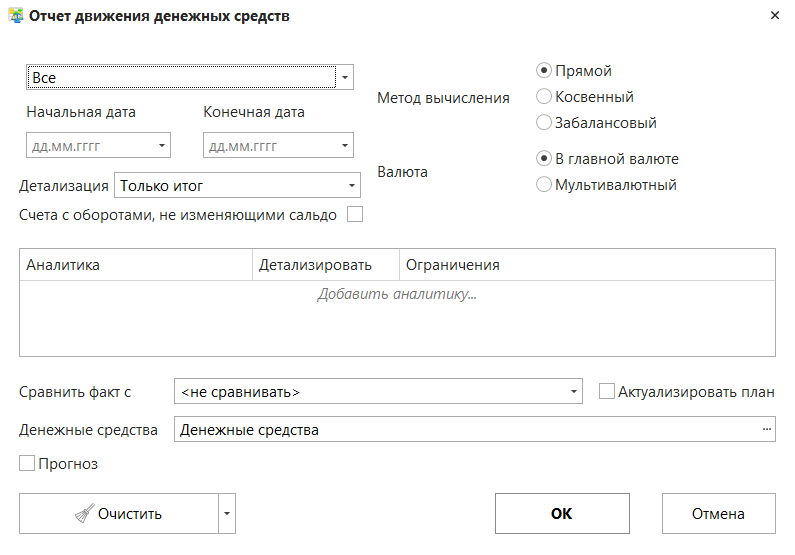 Отчет движения денежных средств
Все
Начальная дата Конечная дата
дд.мм.гггг дд.мм.гггг
Детализация Только итог
Счета с оборотами, не изменяющими сальдо
Метод вычисления
Прямой
Косвенный
Забалансовый
Валюта
В главной валюте
Мультивалютный
Аналитика Детализировать Ограничения
Добавить аналитику...
Сравнить факт с <не сравнивать> Актуализировать план
Денежные средства Денежные средства ...
Прогноз
Очистить ОК Отмена